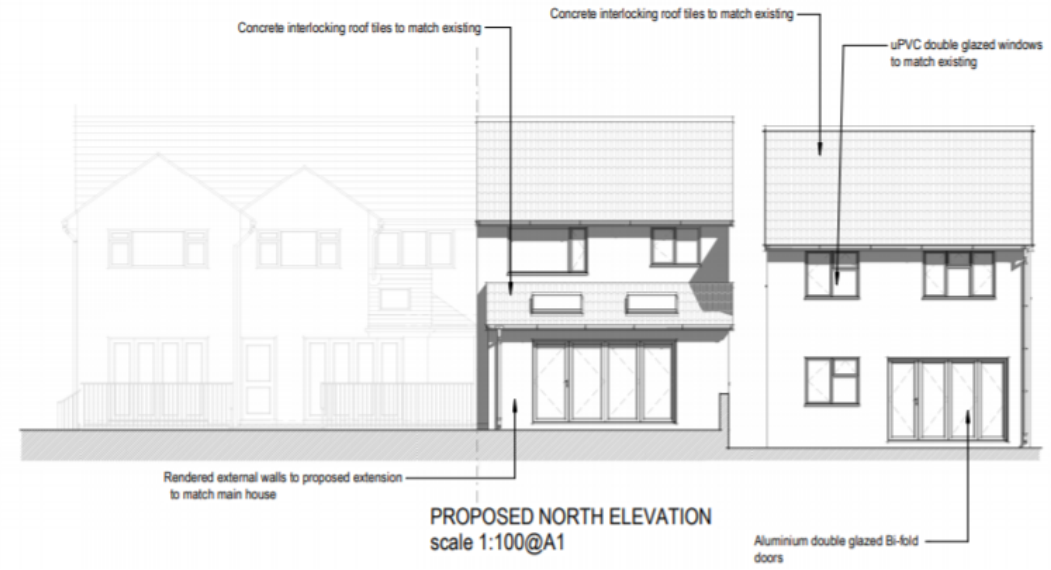 Concrete interlocking roof tiles to match existing
Concrete interlocking roof tiles to match existing
uPVC double glazed windows
to match existing
Rendered external walls to proposed extension
to match main house
PROPOSED NORTH ELEVATION
scale 1:100@A1
Aluminium double glazed Bi-fold
doors